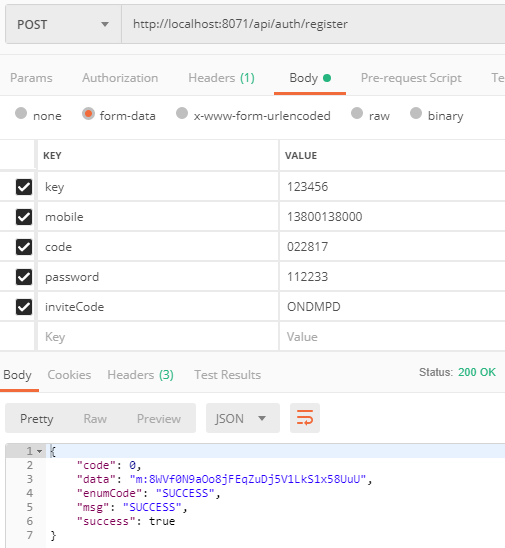 POST http://localhost:8071/api/auth/register
Params Authorization Headers (1) Body Pre-request Script Te
none form-data x-www-form-urlencoded raw binary
KEY VALUE
key 123456
mobile 13800138000
code 022817
password 112233
inviteCode ONDMPD
Key Value
Body Cookies Headers (3) Test Results Status: 200 OK
Pretty Raw Preview JSON
1 {
2 "code": 0,
3 "data": "m:8WVf0N9aOo8jFEqZuDj5V1LkS1x58UuU",
4 "enumCode": "SUCCESS",
5 "msg": "SUCCESS",
6 "success": true
7 }